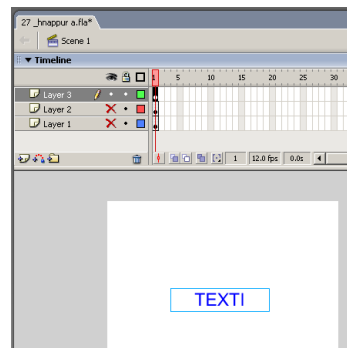 27 _hnappur a.fla*
Scene 1
Timeline
1 5 10 15 20 25 30
Layer 3
Layer 2
Layer 1
1 12.0 fps 0.0s
TEXTI